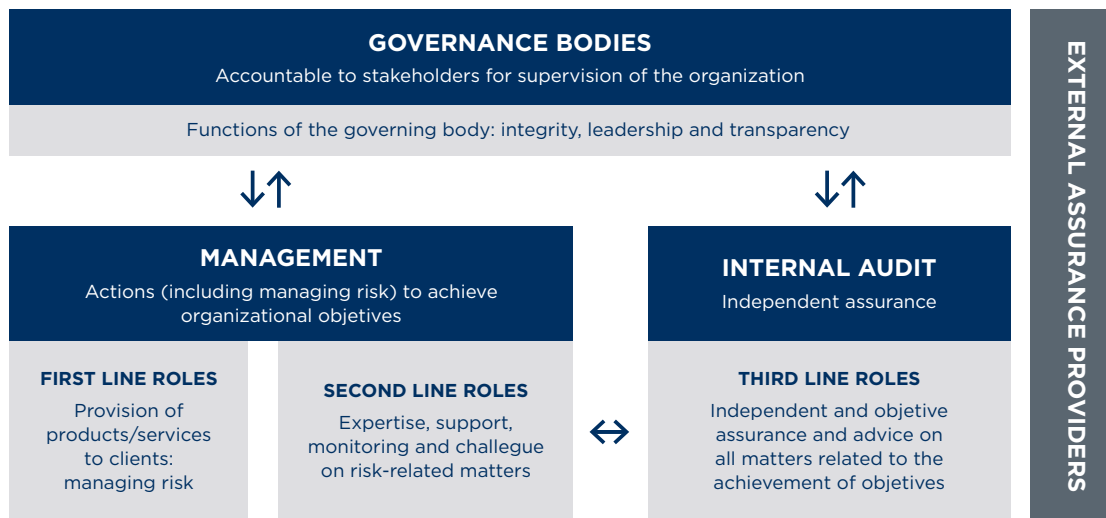 GOVERNANCE BODIES
Accountable to stakeholders for supervision of the organization
Functions of the governing body: integrity, leadership and transparency
MANAGEMENT
Actions (including managing risk) to achieve
organizational objetives
FIRST LINE ROLES
Provision of
products/services
to clients:
managing risk
SECOND LINE ROLES
Expertise, support,
monitoring and challegue
on risk-related matters
INTERNAL AUDIT
Independent assurance
THIRD LINE ROLES
Independent and objetive
assurance and advice on
all matters related to the
achievement of objetives
EXTERNAL ASSURANCE PROVIDERS